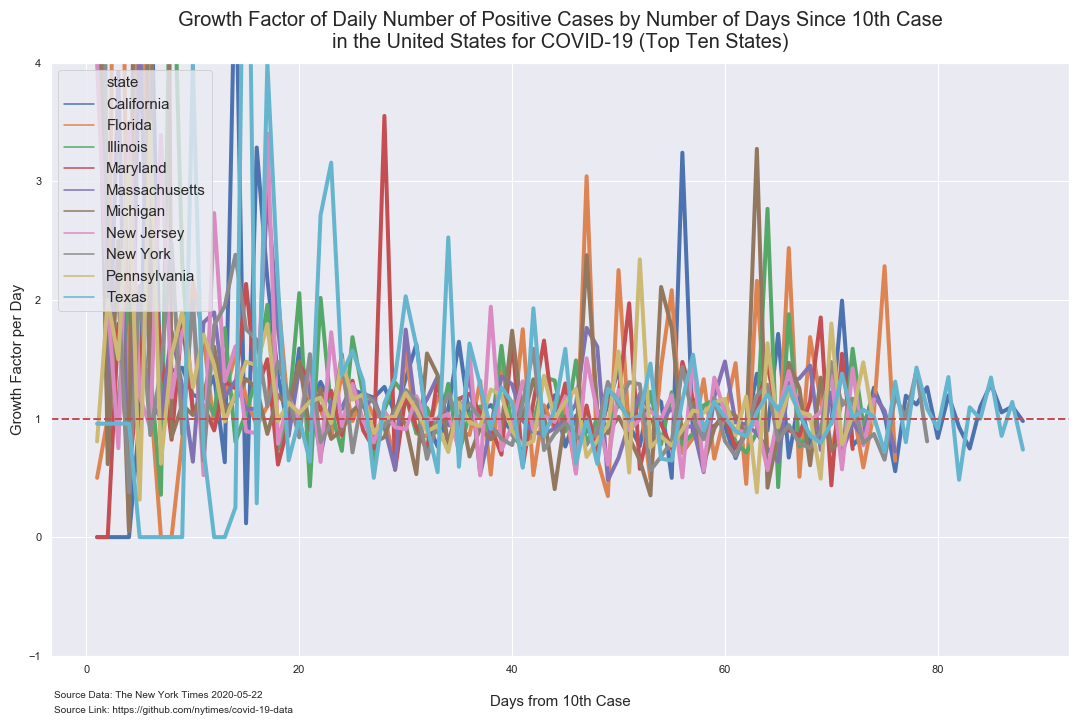 Growth Factor of Daily Number of Positive Cases by Number of Days Since 10th Case
in the United States for COVID-19 (Top Ten States)
4
3
2
1
0
−1
Growth Factor per Day
state
California
Florida
Illinois
Maryland
Massachusetts
Michigan
New Jersey
New York
Pennsylvania
Texas
0
20
40
60
80
Days from 10th Case
Source Data: The New York Times 2020-05-22
Source Link: https://github.com/nytimes/covid-19-data